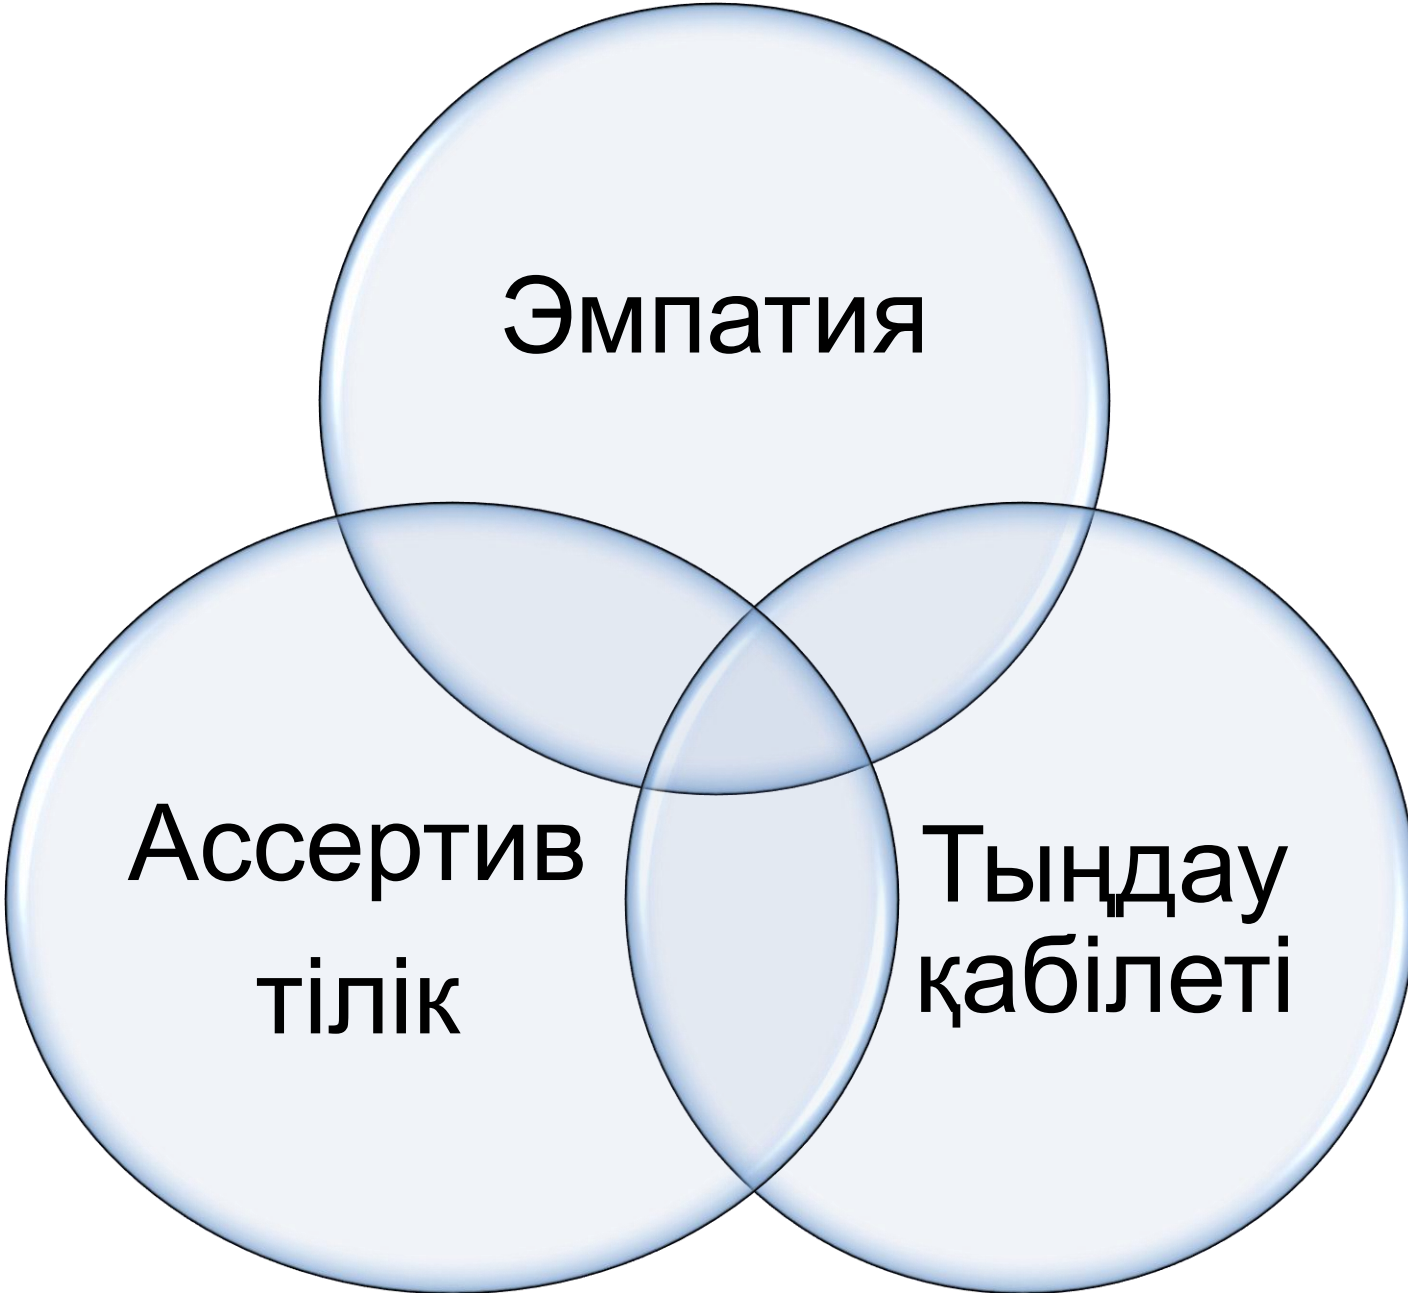 Эмпатия
Ассертив
тілік
Тыңдау
қабілеті